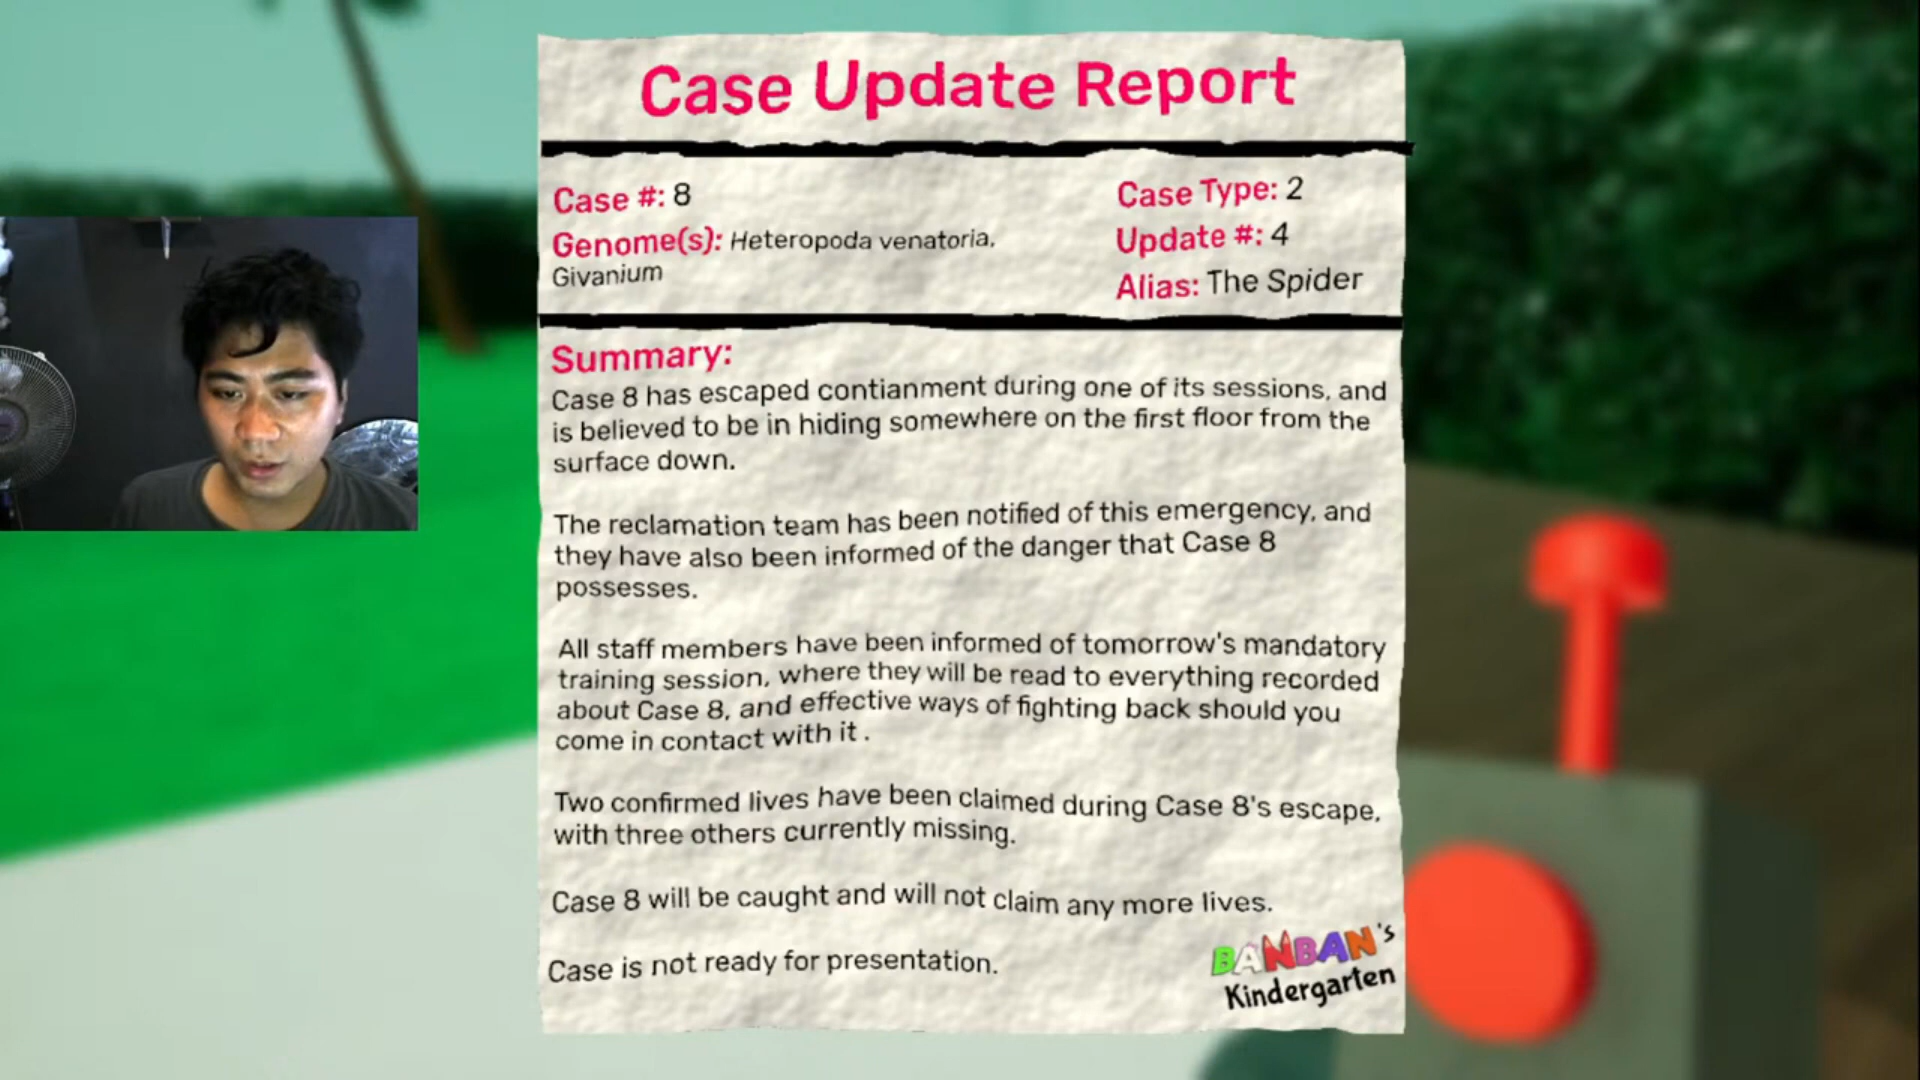 Case Update Report
Case #: 8
Case Type: 2
Genome(s): Heteropoda venatoria,
Givanium
Update #: 4
Alias: The Spider
Summary:
Case 8 has escaped contianment during one of its sessions, and
is believed to be in hiding somewhere on the first floor from the
surface down.
The reclamation team has been notified of this emergency, and
they have also been informed of the danger that Case 8
possesses.
All staff members have been informed of tomorrow's mandatory
training session, where they will be read to everything recorded
about Case 8, and effective ways of fighting back should you
come in contact with it .
Two confirmed lives have been claimed during Case 8's escape,
with three others currently missing.
Case 8 will be caught and will not claim any more lives.
Case is not ready for presentation.
BANBAN's
Kindergarten